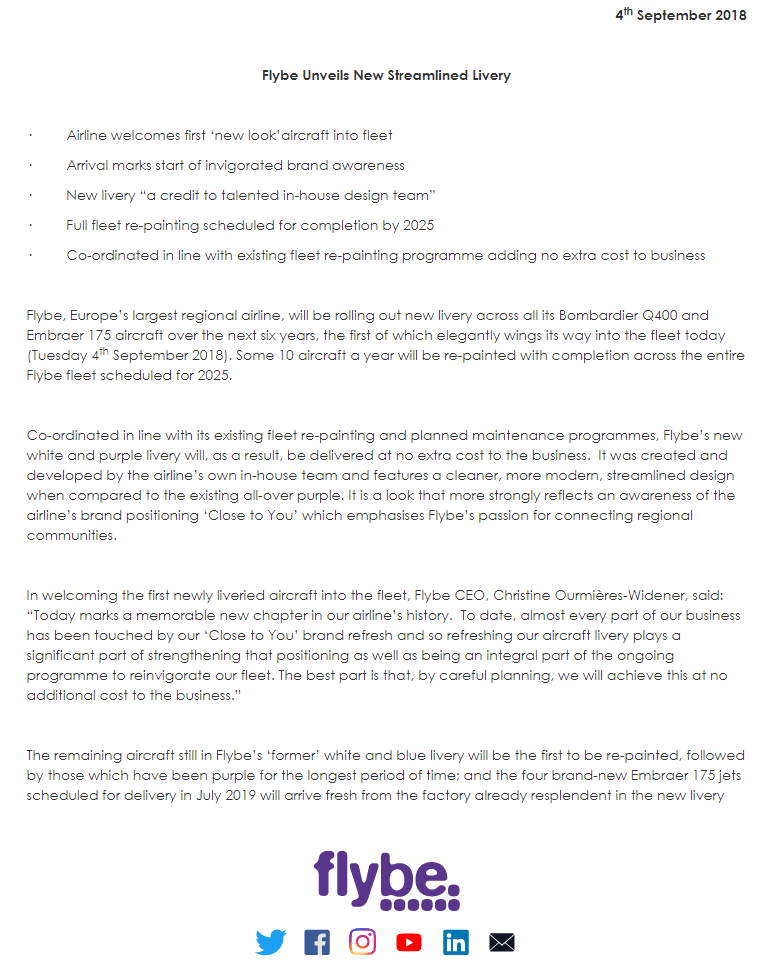 4th September 2018
Flybe Unveils New Streamlined Livery
· Airline welcomes first ‘new look’aircraft into fleet
· Arrival marks start of invigorated brand awareness
· New livery “a credit to talented in-house design team”
· Full fleet re-painting scheduled for completion by 2025
· Co-ordinated in line with existing fleet re-painting programme adding no extra cost to business
Flybe, Europe’s largest regional airline, will be rolling out new livery across all its Bombardier Q400 and
Embraer 175 aircraft over the next six years, the first of which elegantly wings its way into the fleet today
(Tuesday 4th September 2018). Some 10 aircraft a year will be re-painted with completion across the entire
Flybe fleet scheduled for 2025.
Co-ordinated in line with its existing fleet re-painting and planned maintenance programmes, Flybe’s new
white and purple livery will, as a result, be delivered at no extra cost to the business.  It was created and
developed by the airline’s own in-house team and features a cleaner, more modern, streamlined design
when compared to the existing all-over purple. It is a look that more strongly reflects an awareness of the
airline’s brand positioning ‘Close to You’ which emphasises Flybe’s passion for connecting regional
communities.
In welcoming the first newly liveried aircraft into the fleet, Flybe CEO, Christine Ourmières-Widener, said:
“Today marks a memorable new chapter in our airline’s history.  To date, almost every part of our business
has been touched by our ‘Close to You’ brand refresh and so refreshing our aircraft livery plays a
significant part of strengthening that positioning as well as being an integral part of the ongoing
programme to reinvigorate our fleet. The best part is that, by careful planning, we will achieve this at no
additional cost to the business.”
The remaining aircraft still in Flybe’s ‘former’ white and blue livery will be the first to be re-painted, followed
by those which have been purple for the longest period of time; and the four brand-new Embraer 175 jets
scheduled for delivery in July 2019 will arrive fresh from the factory already resplendent in the new livery
flybe.